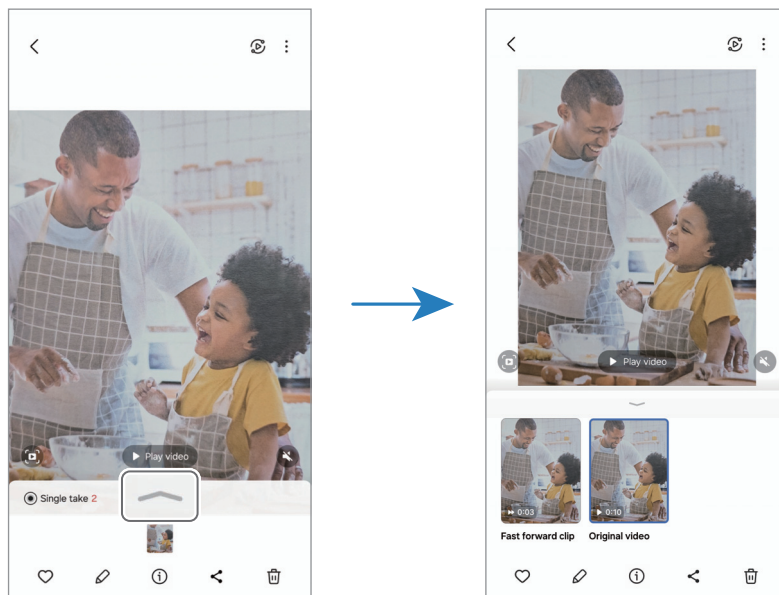 Play video
Single take 2
Play video
0:03
0:10
Fast forward clip
Original video